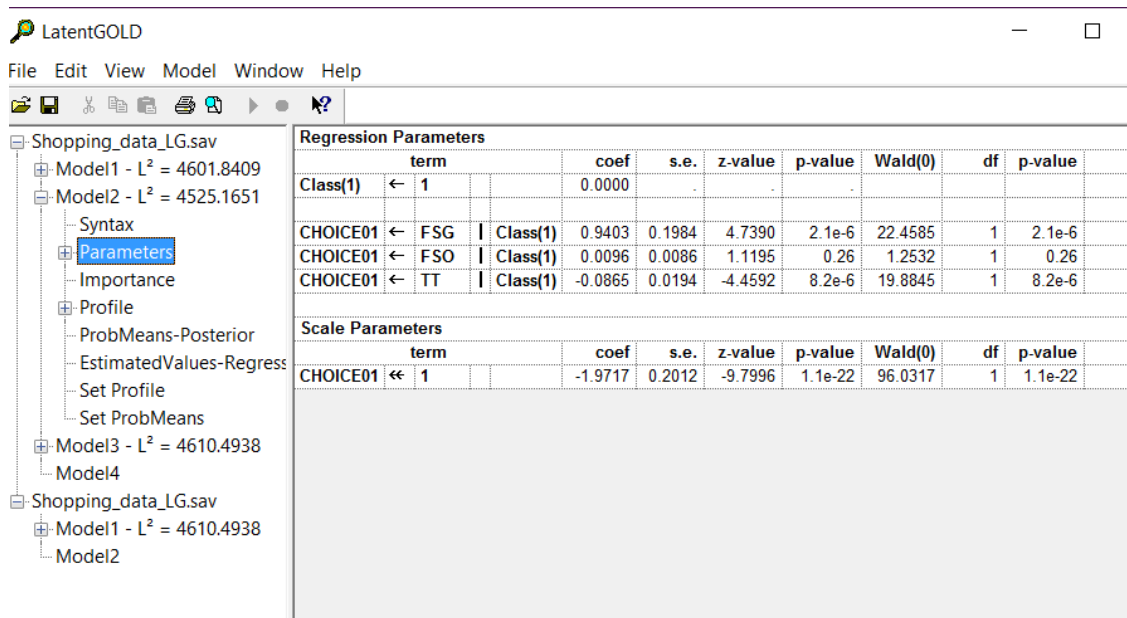 LatentGOLD
File Edit View Model Window Help
Shopping_data_LG.sav
Model1 - L² = 4601.8409
Model2 - L² = 4525.1651
Syntax
Parameters
Importance
Profile
ProbMeans-Posterior
EstimatedValues-Regress
Set Profile
Set ProbMeans
Model3 - L² = 4610.4938
Model4
Shopping_data_LG.sav
Model1 - L² = 4610.4938
Model2
Regression Parameters
term coef s.e. z-value p-value Wald(0) df p-value
Class(1) ← 1 0.0000 . . .
CHOICE01 ← FSG | Class(1) 0.9403 0.1984 4.7390 2.1e-6 22.4585 1 2.1e-6
CHOICE01 ← FSO | Class(1) 0.0096 0.0086 1.1195 0.26 1.2532 1 0.26
CHOICE01 ← TT | Class(1) -0.0865 0.0194 -4.4592 8.2e-6 19.8845 1 8.2e-6
Scale Parameters
term coef s.e. z-value p-value Wald(0) df p-value
CHOICE01 «← 1 -1.9717 0.2012 -9.7996 1.1e-22 96.0317 1 1.1e-22